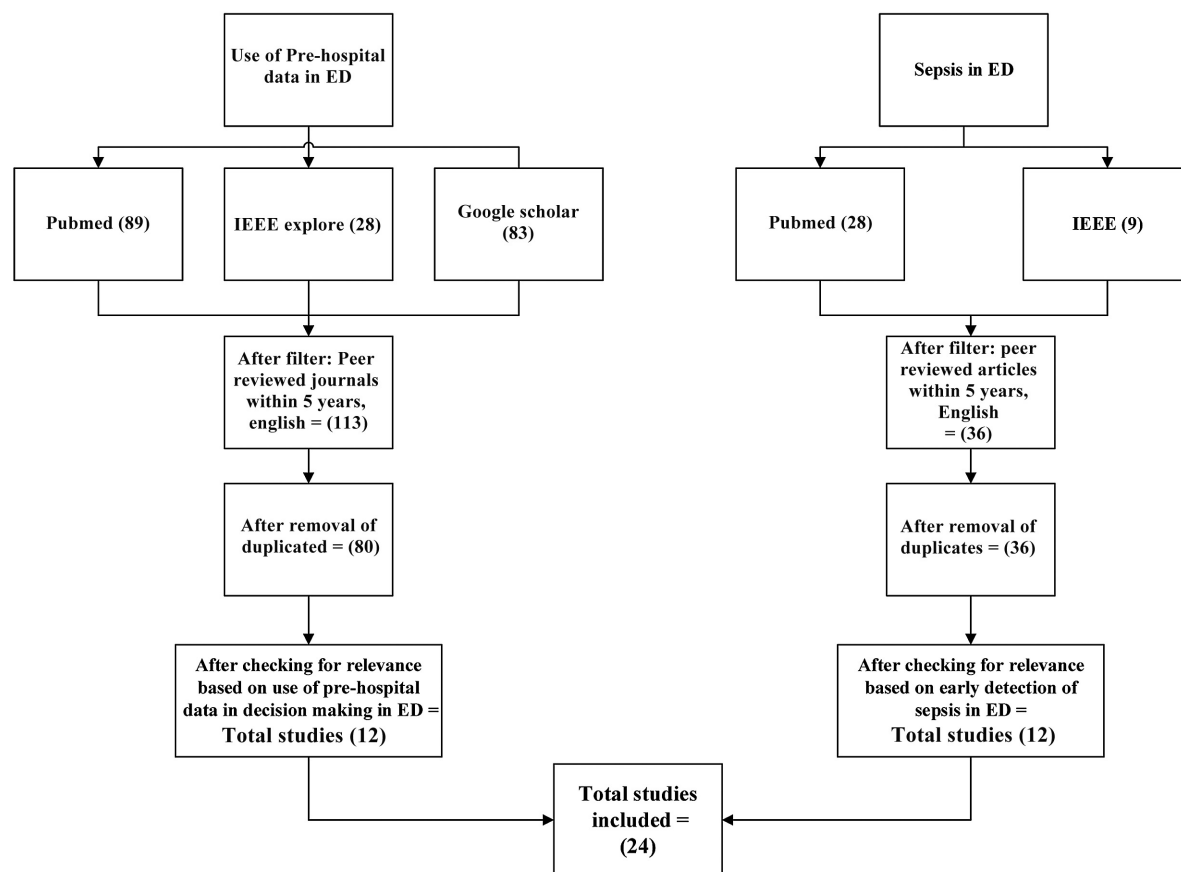 Use of Pre-hospital
data in ED
Sepsis in ED
Pubmed (89)
IEEE explore (28)
Google scholar
(83)
Pubmed (28)
IEEE (9)
After filter: Peer
reviewed journals
within 5 years,
english = (113)
After filter: peer
reviewed articles
within 5 years,
English
= (36)
After removal of
duplicated = (80)
After removal of
duplicates = (36)
After checking for relevance
based on use of pre-hospital
data in decision making in ED =
Total studies (12)
After checking for relevance
based on early detection of
sepsis in ED =
Total studies (12)
Total studies
included =
(24)